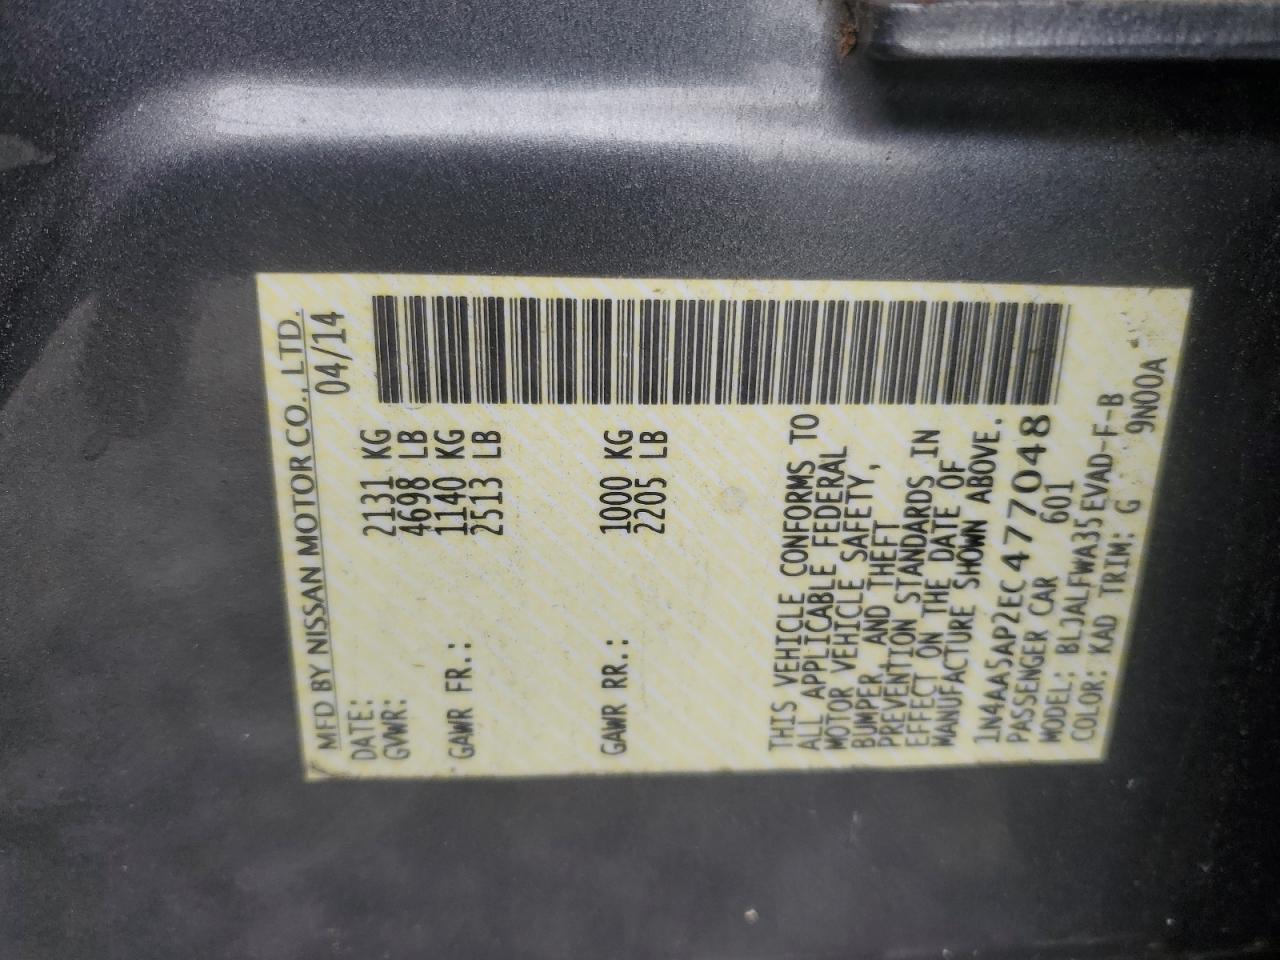 MFD BY NISSAN MOTOR CO., LTD.
DATE: 04/14
GVWR: 2131 KG
4698 LB
GAWR FR.: 1140 KG
2513 LB
GAWR RR.: 1000 KG
2205 LB
THIS VEHICLE CONFORMS TO
ALL APPLICABLE FEDERAL
MOTOR VEHICLE SAFETY,
BUMPER, AND THEFT
PREVENTION STANDARDS IN
EFFECT ON THE DATE OF
MANUFACTURE SHOWN ABOVE.
1N4AA5AP2EC477048
PASSENGER CAR 601
MODEL: BLJALFWA35EVAD-F-B
COLOR: KAD TRIM: G 9N00A